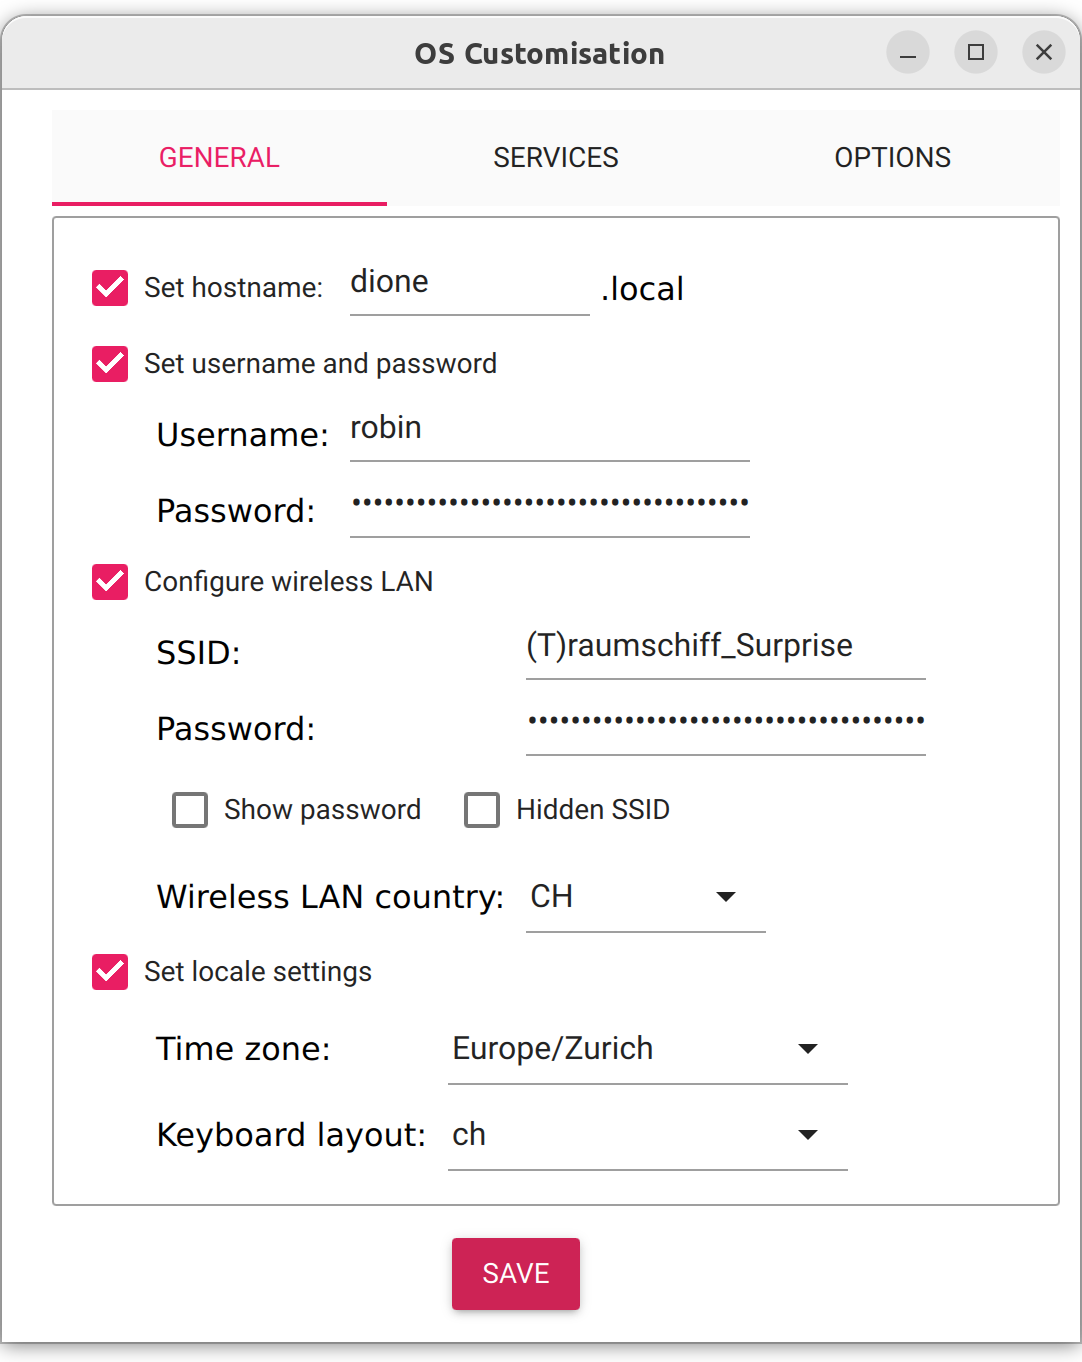 OS Customisation
GENERAL SERVICES OPTIONS
Set hostname: dione .local
Set username and password
Username: robin
Password: •••••••••••••••••••••••••••••••••••••
Configure wireless LAN
SSID: (T)raumschiff_Surprise
Password: •••••••••••••••••••••••••••••••••••••
Show password Hidden SSID
Wireless LAN country: CH
Set locale settings
Time zone: Europe/Zurich
Keyboard layout: ch
SAVE